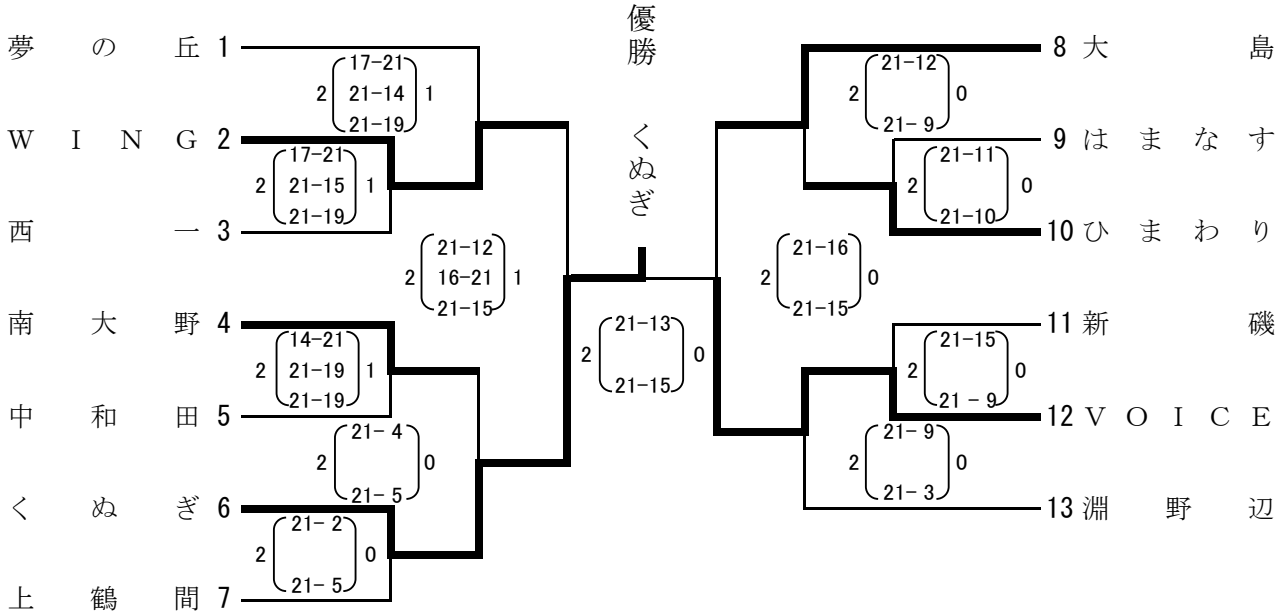 優勝 くぬぎ
夢の丘 1
17-21
2 21-14 1
21-19
WING 2
17-21
2 21-15 1
21-19
西一 3
21-12
2 16-21 1
21-15
南大野 4
14-21
2 21-19 1
21-19
中和田 5
21- 4
2 0
21- 5
くぬぎ 6
21- 2
2 0
21- 5
上鶴間 7
21-13
2 0
21-15
8 大島
21-12
2 0
21- 9
9 はまなす
21-11
2 0
21-10
10 ひまわり
21-16
2 0
21-15
11 新磯
21-15
2 0
21 - 9
12 VOICE
21- 9
2 0
21- 3
13 淵野辺